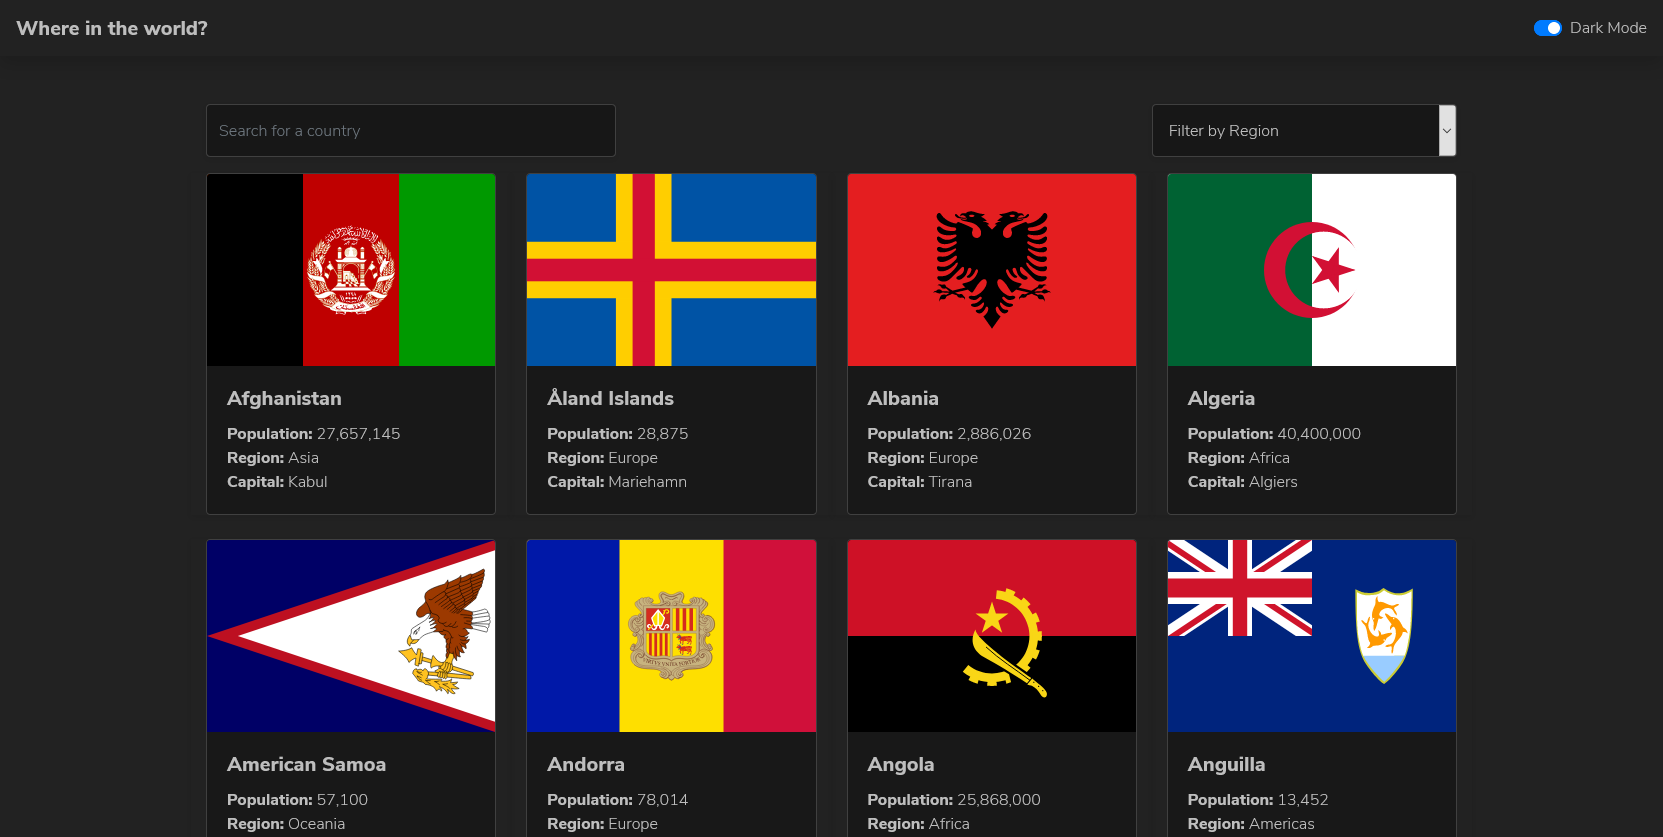 Where in the world?
Dark Mode
Search for a country
Filter by Region
Afghanistan
Population: 27,657,145
Region: Asia
Capital: Kabul
Åland Islands
Population: 28,875
Region: Europe
Capital: Mariehamn
Albania
Population: 2,886,026
Region: Europe
Capital: Tirana
Algeria
Population: 40,400,000
Region: Africa
Capital: Algiers
American Samoa
Population: 57,100
Region: Oceania
Andorra
Population: 78,014
Region: Europe
Angola
Population: 25,868,000
Region: Africa
Anguilla
Population: 13,452
Region: Americas